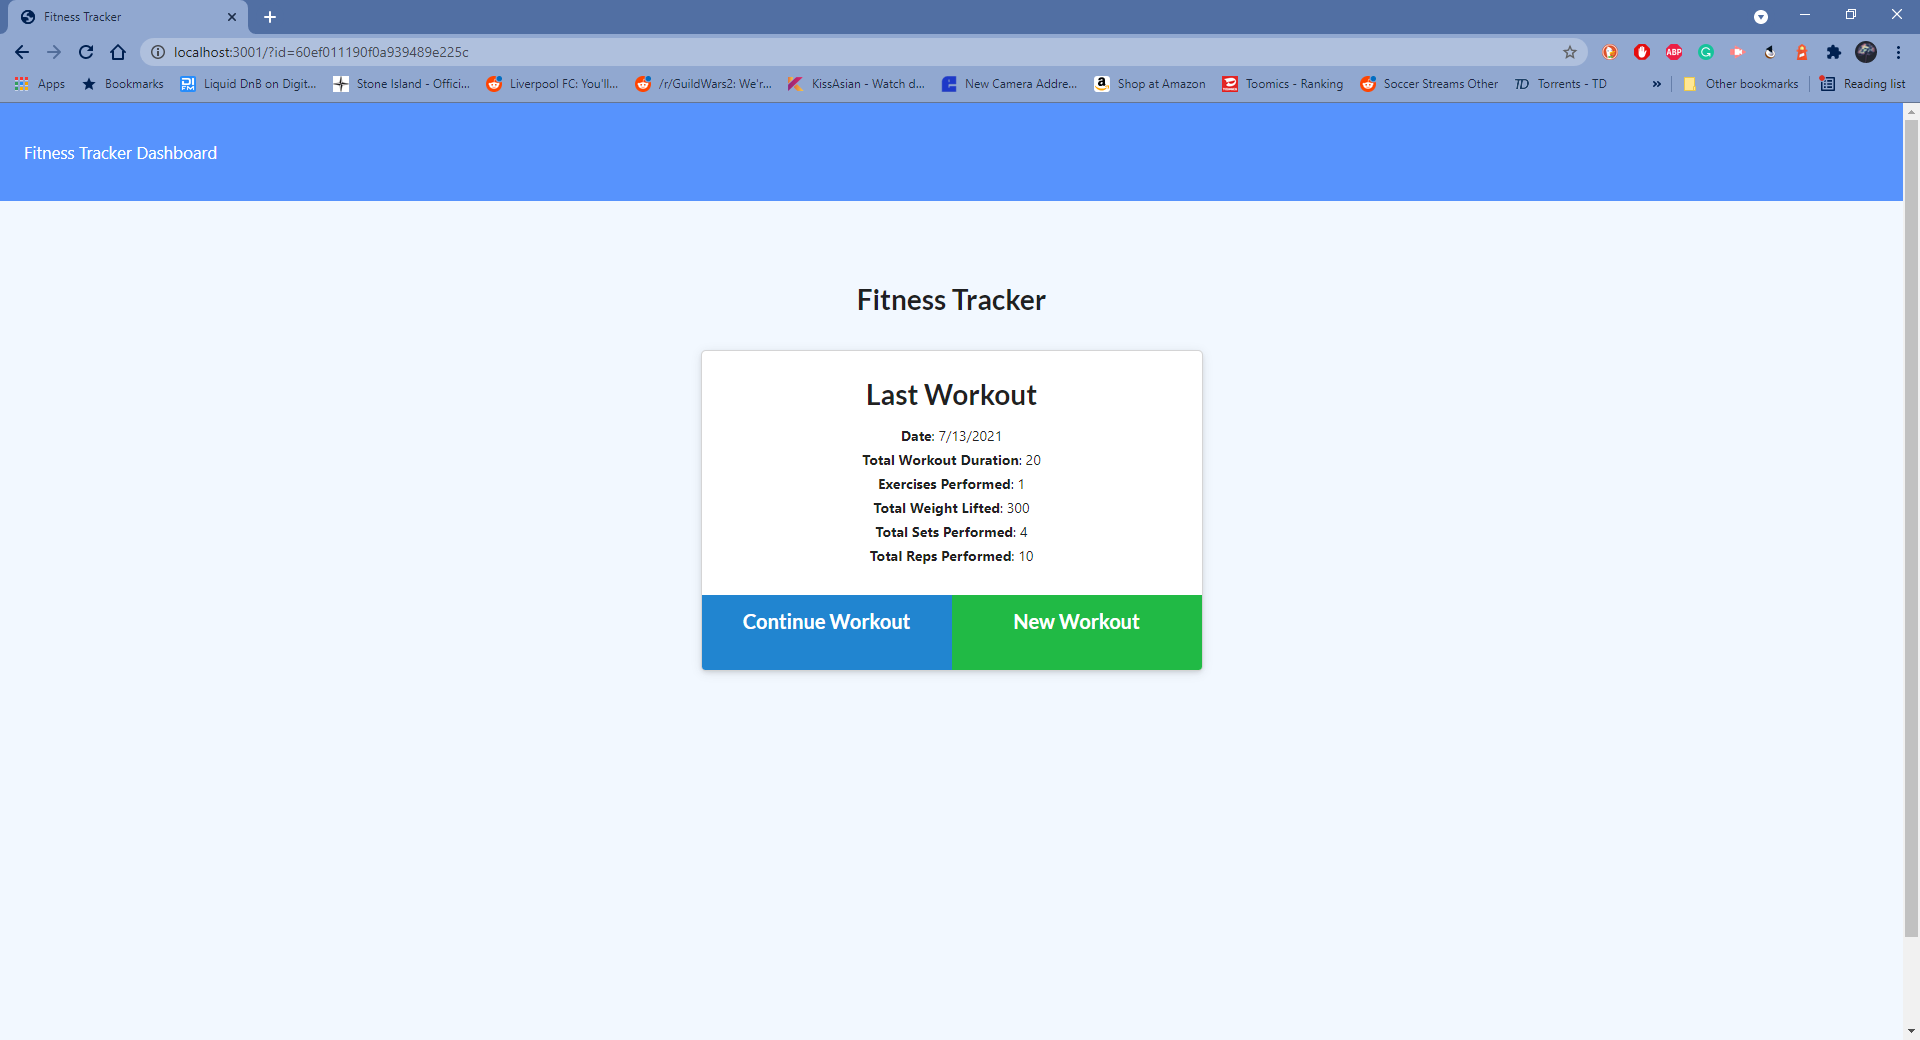 Fitness Tracker
localhost:3001/?id=60ef011190f0a939489e225c
ABP
Apps Bookmarks Liquid DnB on Digit... Stone Island - Offici... Liverpool FC: You'll... /r/GuildWars2: We'r... KissAsian - Watch d... New Camera Addre... Shop at Amazon Toomics - Ranking Soccer Streams Other TD Torrents - TD » Other bookmarks Reading list
Fitness Tracker Dashboard
Fitness Tracker
Last Workout
Date: 7/13/2021
Total Workout Duration: 20
Exercises Performed: 1
Total Weight Lifted: 300
Total Sets Performed: 4
Total Reps Performed: 10
Continue Workout New Workout